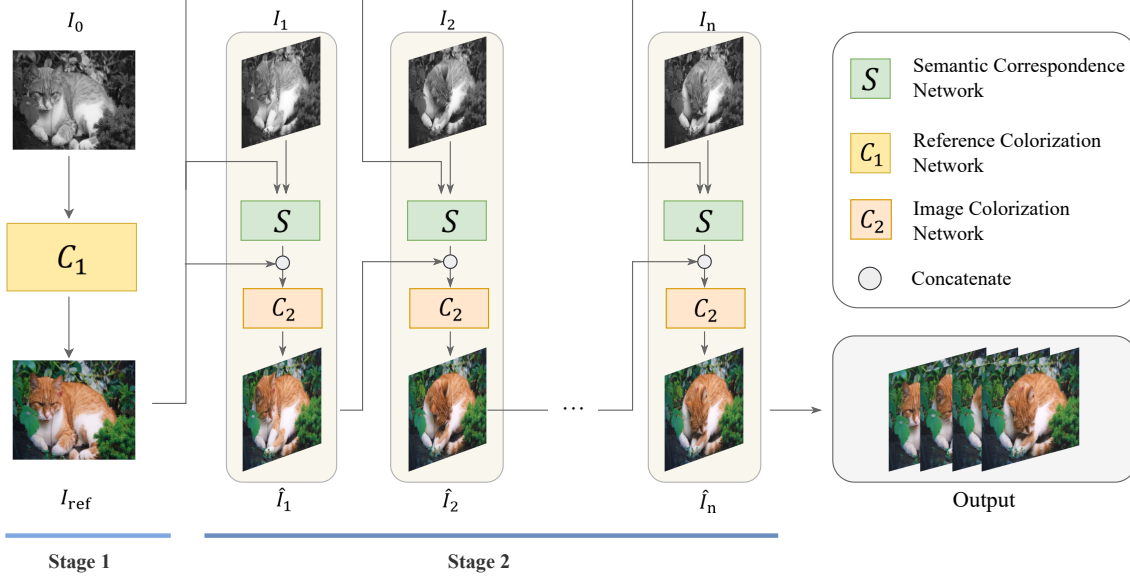 I_0
I_1
I_2
I_n
S
Semantic Correspondence
Network
C_1
Reference Colorization
Network
C_2
Image Colorization
Network
Concatenate
C_1
S
S
S
C_2
C_2
C_2
...
I_ref
Î_1
Î_2
Î_n
Output
Stage 1
Stage 2